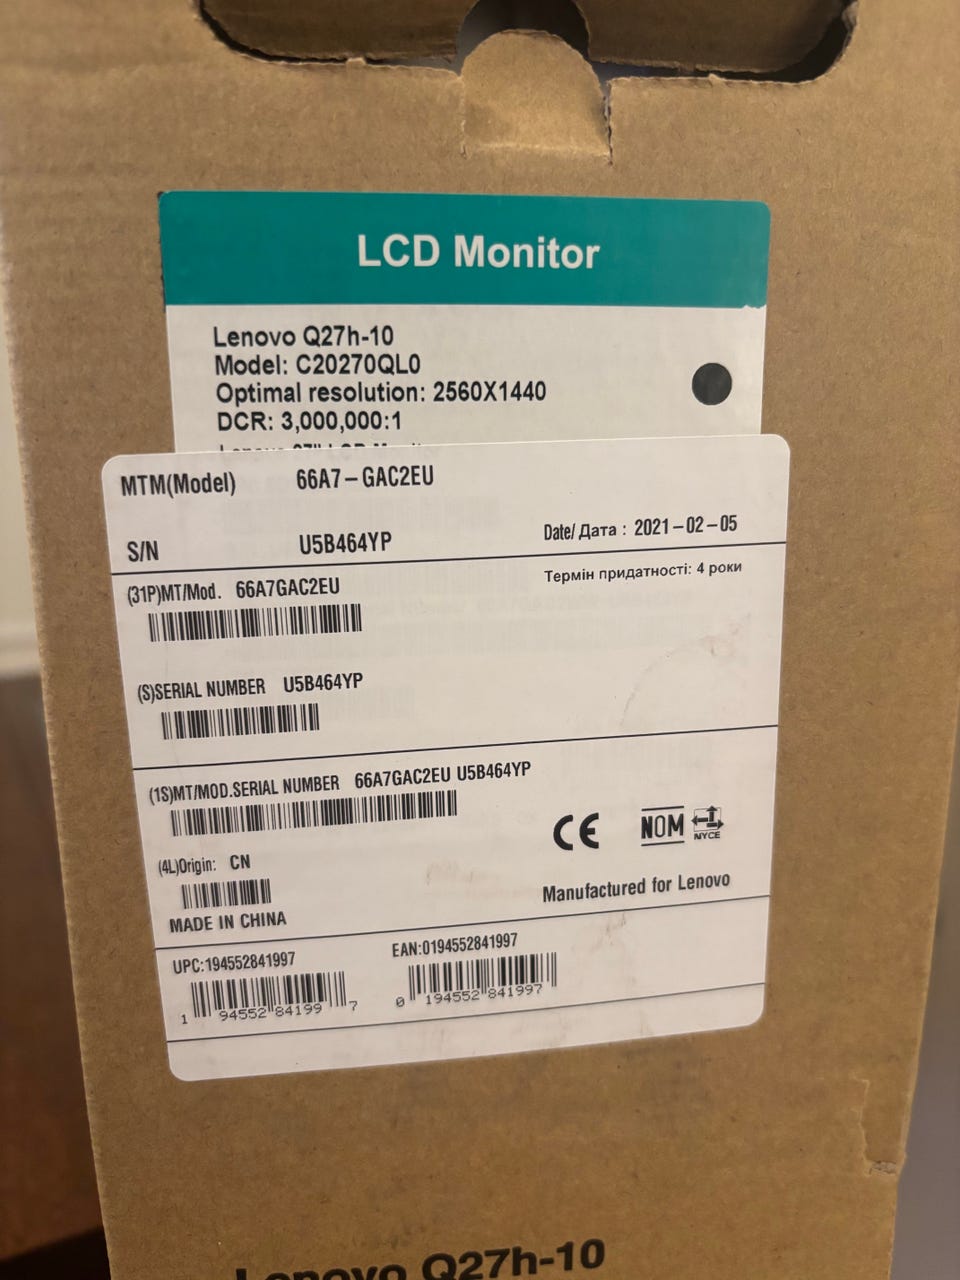 LCD Monitor
Lenovo Q27h-10
Model: C20270QL0
Optimal resolution: 2560X1440
DCR: 3,000,000:1
MTM(Model) 66A7-GAC2EU
S/N U5B464YP Date/ Дата : 2021-02-05
Термін придатності: 4 роки
(31P)MT/Mod. 66A7GAC2EU
(S)SERIAL NUMBER U5B464YP
(1S)MT/MOD.SERIAL NUMBER 66A7GAC2EU U5B464YP
CE NOM NYCE
(4L)Origin: CN
Manufactured for Lenovo
MADE IN CHINA
UPC:194552841997 EAN:0194552841997
1 94552 84199 7 0 194552 841997
Lenovo Q27h-10